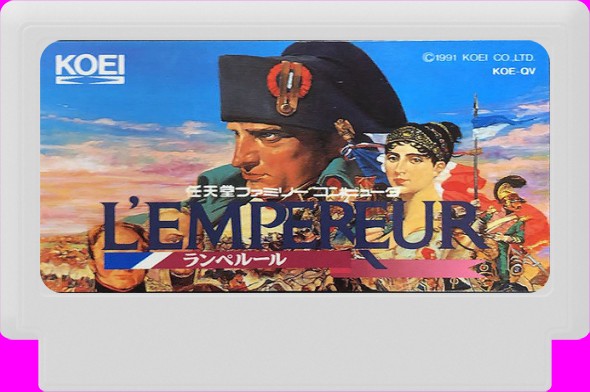 KOEI
©1991 KOEI CO.,LTD.
KOE-QV
任天堂ファミリーコンピュータ
L'EMPEREUR
ランペルール